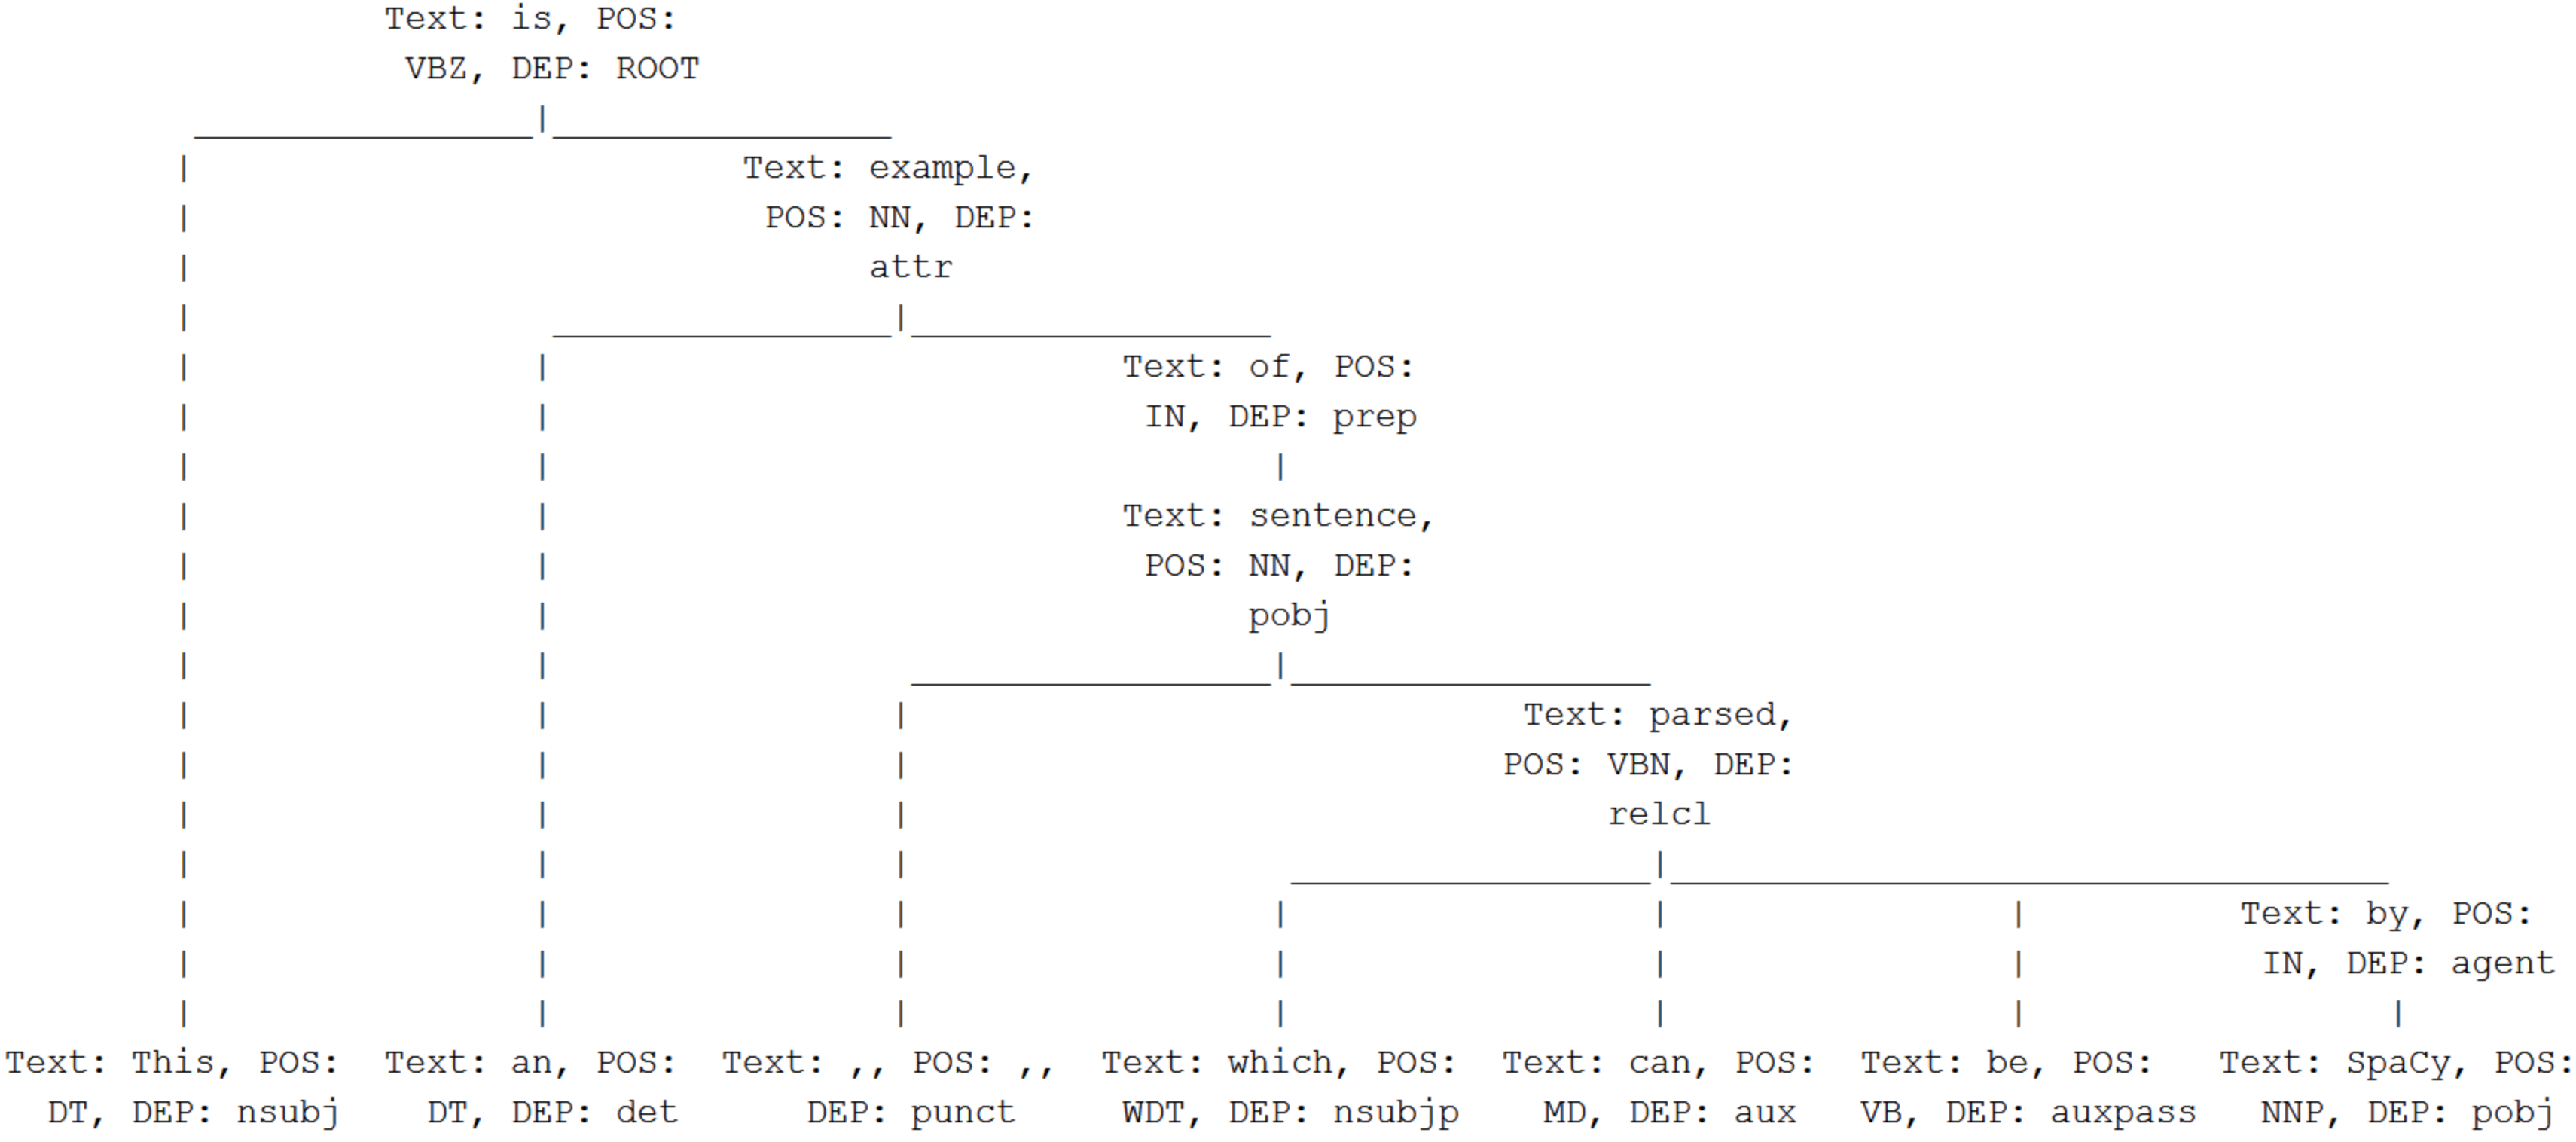 Text: is, POS:
VBZ, DEP: ROOT
Text: example,
POS: NN, DEP:
attr
Text: of, POS:
IN, DEP: prep
Text: sentence,
POS: NN, DEP:
pobj
Text: parsed,
POS: VBN, DEP:
relcl
Text: by, POS:
IN, DEP: agent
Text: This, POS: Text: an, POS: Text: ,, POS: ,, Text: which, POS: Text: can, POS: Text: be, POS: Text: SpaCy, POS:
DT, DEP: nsubj DT, DEP: det DEP: punct WDT, DEP: nsubjp MD, DEP: aux VB, DEP: auxpass NNP, DEP: pobj